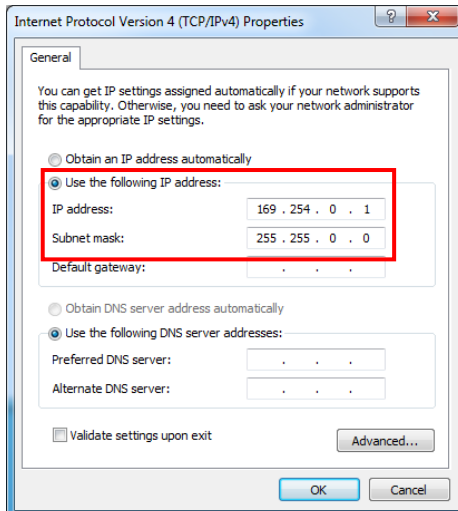 Internet Protocol Version 4 (TCP/IPv4) Properties
General
You can get IP settings assigned automatically if your network supports
this capability. Otherwise, you need to ask your network administrator
for the appropriate IP settings.
Obtain an IP address automatically
Use the following IP address:
IP address: 169 . 254 . 0 . 1
Subnet mask: 255 . 255 . 0 . 0
Default gateway: . . .
Obtain DNS server address automatically
Use the following DNS server addresses:
Preferred DNS server: . . .
Alternate DNS server: . . .
Validate settings upon exit
Advanced...
OK Cancel